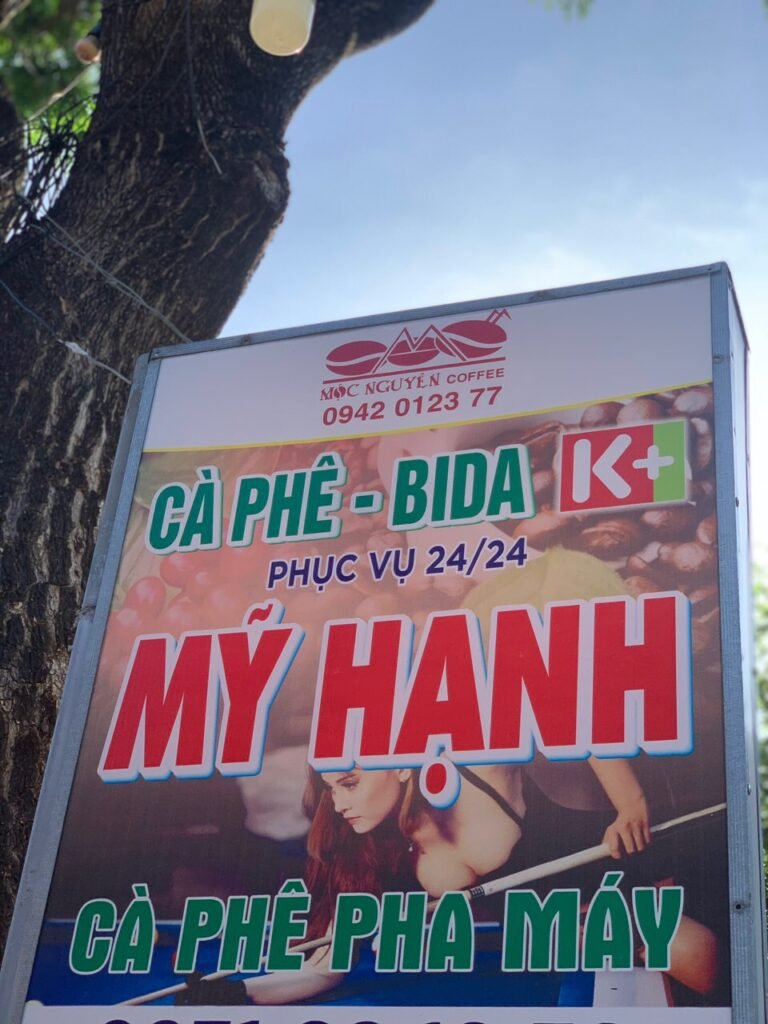 MỘC NGUYÊN COFFEE
0942 0123 77
CÀ PHÊ - BIDA K+
PHỤC VỤ 24/24
MỸ HẠNH
CÀ PHÊ PHA MÁY